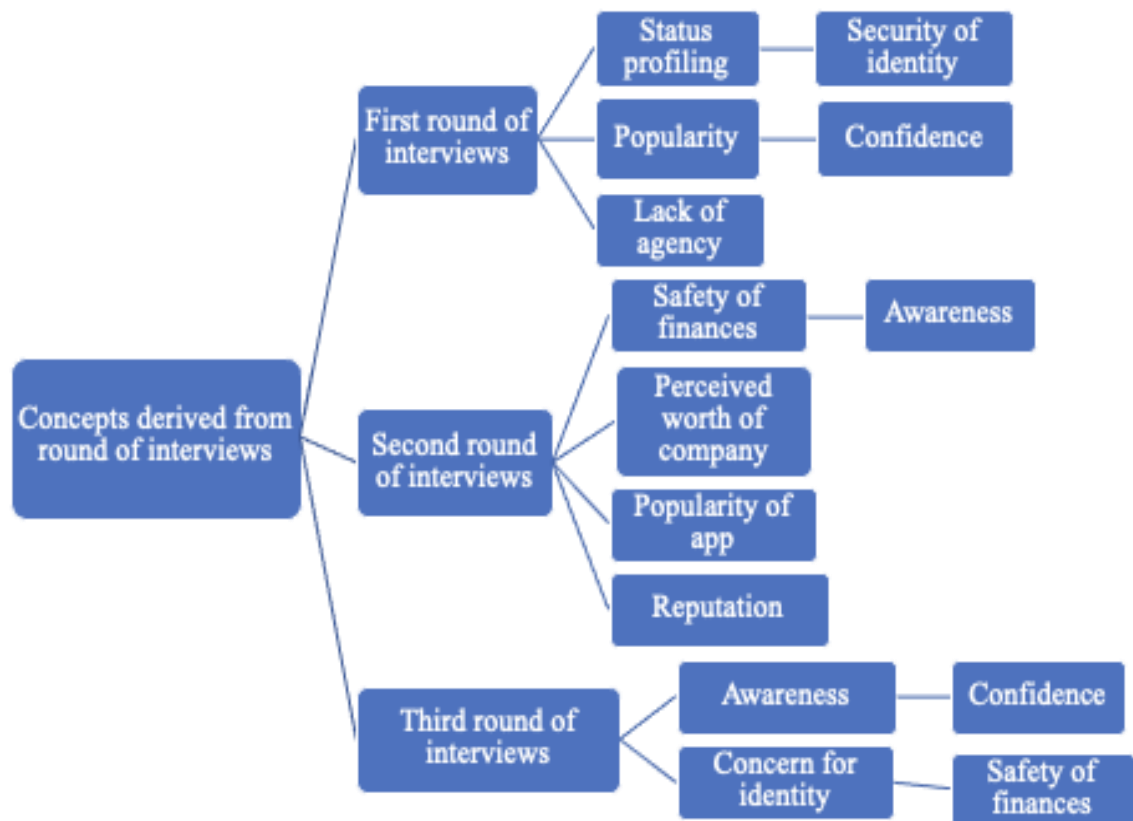 Concepts derived from
round of interviews
First round of
interviews
Status
profiling
Security of
identity
Popularity
Confidence
Lack of
agency
Second round
of interviews
Safety of
finances
Awareness
Perceived
worth of
company
Popularity of
app
Reputation
Third round of
interviews
Awareness
Confidence
Concern for
identity
Safety of
finances